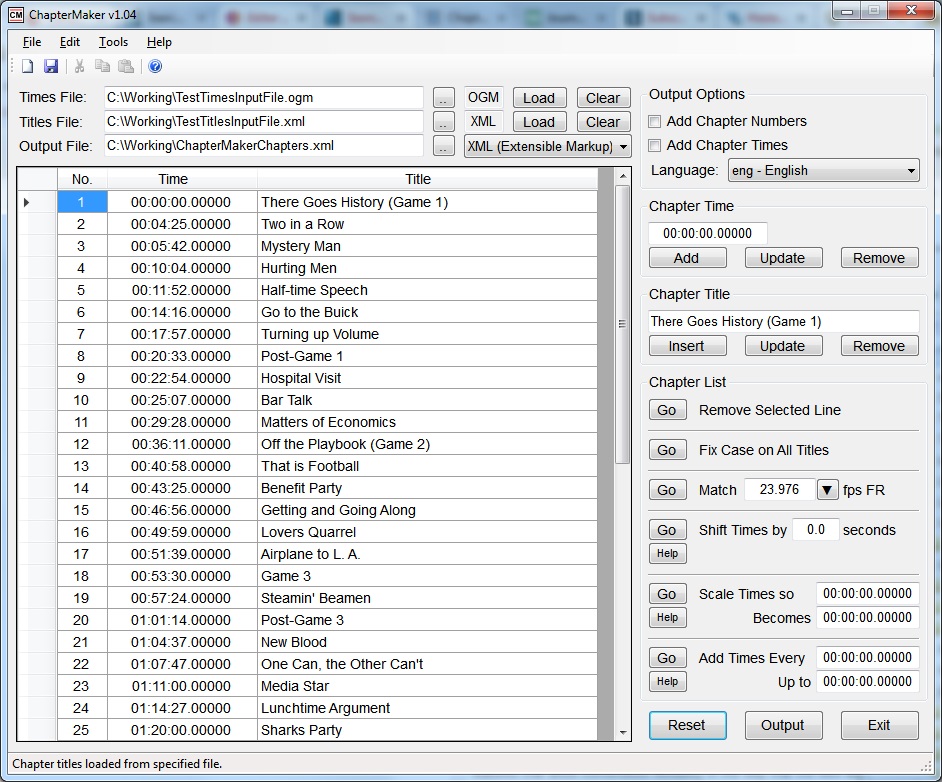 CM ChapterMaker v1.04
File Edit Tools Help
Times File: C:\Working\TestTimesInputFile.ogm .. OGM Load Clear
Titles File: C:\Working\TestTitlesInputFile.xml .. XML Load Clear
Output File: C:\Working\ChapterMakerChapters.xml .. XML (Extensible Markup)
No. Time Title
1 00:00:00.00000 There Goes History (Game 1)
2 00:04:25.00000 Two in a Row
3 00:05:42.00000 Mystery Man
4 00:10:04.00000 Hurting Men
5 00:11:52.00000 Half-time Speech
6 00:14:16.00000 Go to the Buick
7 00:17:57.00000 Turning up Volume
8 00:20:33.00000 Post-Game 1
9 00:22:54.00000 Hospital Visit
10 00:25:07.00000 Bar Talk
11 00:29:28.00000 Matters of Economics
12 00:36:11.00000 Off the Playbook (Game 2)
13 00:40:58.00000 That is Football
14 00:43:25.00000 Benefit Party
15 00:46:56.00000 Getting and Going Along
16 00:49:59.00000 Lovers Quarrel
17 00:51:39.00000 Airplane to L. A.
18 00:53:30.00000 Game 3
19 00:57:24.00000 Steamin' Beamen
20 01:01:14.00000 Post-Game 3
21 01:04:37.00000 New Blood
22 01:07:47.00000 One Can, the Other Can't
23 01:11:00.00000 Media Star
24 01:14:27.00000 Lunchtime Argument
25 01:20:00.00000 Sharks Party
Output Options
Add Chapter Numbers
Add Chapter Times
Language: eng - English
Chapter Time
00:00:00.00000
Add Update Remove
Chapter Title
There Goes History (Game 1)
Insert Update Remove
Chapter List
Go Remove Selected Line
Go Fix Case on All Titles
Go Match 23.976 fps FR
Go Shift Times by 0.0 seconds
Help
Go Scale Times so 00:00:00.00000
Help Becomes 00:00:00.00000
Go Add Times Every 00:00:00.00000
Help Up to 00:00:00.00000
Reset Output Exit
Chapter titles loaded from specified file.